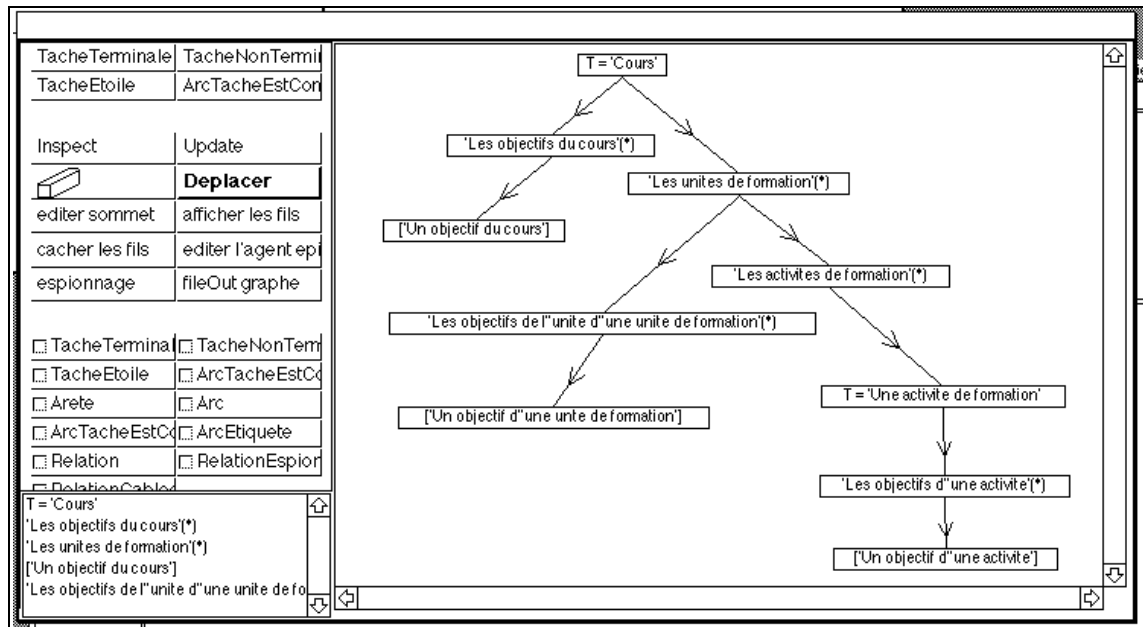 TacheTerminale TacheNonTermi
TacheEtoile ArcTacheEstCon
Inspect Update
Deplacer
editer sommet afficher les fils
cacher les fils editer l'agent epi
espionnage fileOut graphe
TacheTerminal TacheNonTerm
TacheEtoile ArcTacheEstCo
Arete Arc
ArcTacheEstCo ArcEtiquete
Relation RelationEspion
RelationCablee
T = 'Cours'
'Les objectifs du cours'(*)
'Les unites de formation'(*)
['Un objectif du cours']
'Les objectifs de l''unite d''une unite de fo
T = 'Cours'
'Les objectifs du cours'(*)
'Les unites de formation'(*)
['Un objectif du cours']
'Les activites de formation'(*)
'Les objectifs de l''unite d''une unite de formation'(*)
T = 'Une activite de formation'
['Un objectif d''une unte de formation']
'Les objectifs d''une activite'(*)
['Un objectif d''une activite']